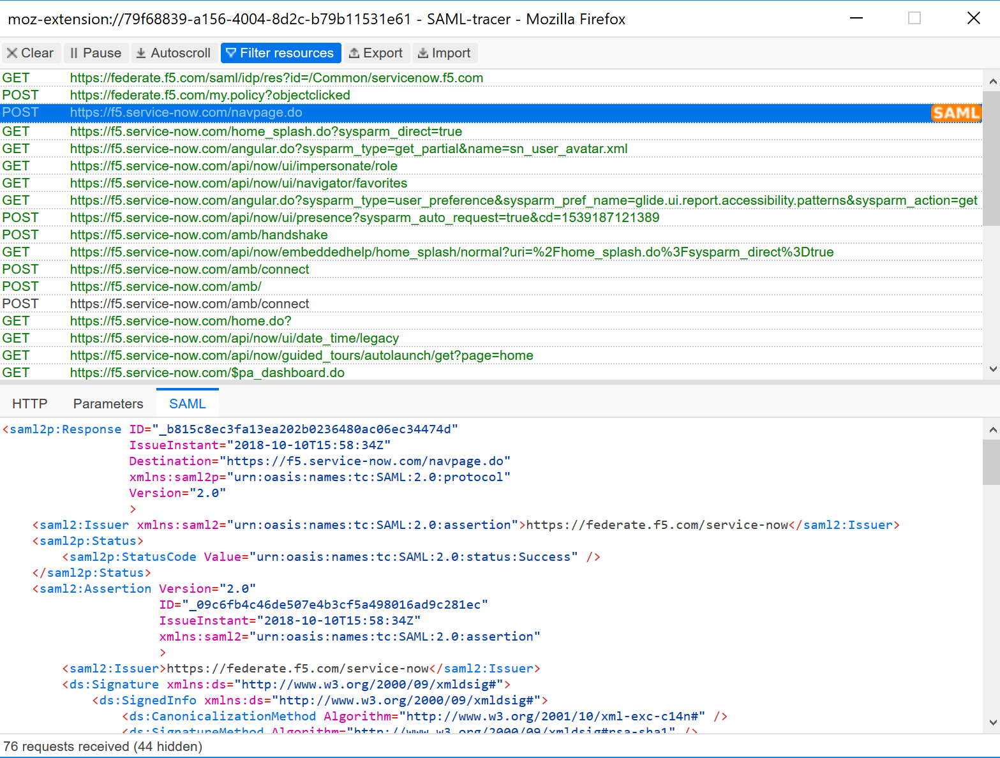 moz-extension://79f68839-a156-4004-8d2c-b79b11531e61 - SAML-tracer - Mozilla Firefox
Clear Pause Autoscroll Filter resources Export Import
GET https://federate.f5.com/saml/idp/res?id=/Common/servicenow.f5.com
POST https://federate.f5.com/my.policy?objectclicked
POST https://f5.service-now.com/navpage.do SAML
GET https://f5.service-now.com/home_splash.do?sysparm_direct=true
GET https://f5.service-now.com/angular.do?sysparm_type=get_partial&name=sn_user_avatar.xml
GET https://f5.service-now.com/api/now/ui/impersonate/role
GET https://f5.service-now.com/api/now/ui/navigator/favorites
GET https://f5.service-now.com/angular.do?sysparm_type=user_preference&sysparm_pref_name=glide.ui.report.accessibility.patterns&sysparm_action=get
POST https://f5.service-now.com/api/now/ui/presence?sysparm_auto_request=true&cd=1539187121389
POST https://f5.service-now.com/amb/handshake
GET https://f5.service-now.com/api/now/embeddedhelp/home_splash/normal?uri=%2Fhome_splash.do%3Fsysparm_direct%3Dtrue
POST https://f5.service-now.com/amb/connect
POST https://f5.service-now.com/amb/
POST https://f5.service-now.com/amb/connect
GET https://f5.service-now.com/home.do?
GET https://f5.service-now.com/api/now/ui/date_time/legacy
GET https://f5.service-now.com/api/now/guided_tours/autolaunch/get?page=home
GET https://f5.service-now.com/$pa_dashboard.do
HTTP Parameters SAML
<saml2p:Response ID="_b815c8ec3fa13ea202b0236480ac06ec34474d"
IssueInstant="2018-10-10T15:58:34Z"
Destination="https://f5.service-now.com/navpage.do"
xmlns:saml2p="urn:oasis:names:tc:SAML:2.0:protocol"
Version="2.0"
>
<saml2:Issuer xmlns:saml2="urn:oasis:names:tc:SAML:2.0:assertion">https://federate.f5.com/service-now</saml2:Issuer>
<saml2p:Status>
<saml2p:StatusCode Value="urn:oasis:names:tc:SAML:2.0:status:Success" />
</saml2p:Status>
<saml2:Assertion Version="2.0"
ID="_09c6fb4c46de507e4b3cf5a498016ad9c281ec"
IssueInstant="2018-10-10T15:58:34Z"
xmlns:saml2="urn:oasis:names:tc:SAML:2.0:assertion"
>
<saml2:Issuer>https://federate.f5.com/service-now</saml2:Issuer>
<ds:Signature xmlns:ds="http://www.w3.org/2000/09/xmldsig#">
<ds:SignedInfo xmlns:ds="http://www.w3.org/2000/09/xmldsig#">
<ds:CanonicalizationMethod Algorithm="http://www.w3.org/2001/10/xml-exc-c14n#" />
<ds:SignatureMethod Algorithm="http://www.w3.org/2000/09/xmldsig#rsa-sha1" />
76 requests received (44 hidden)